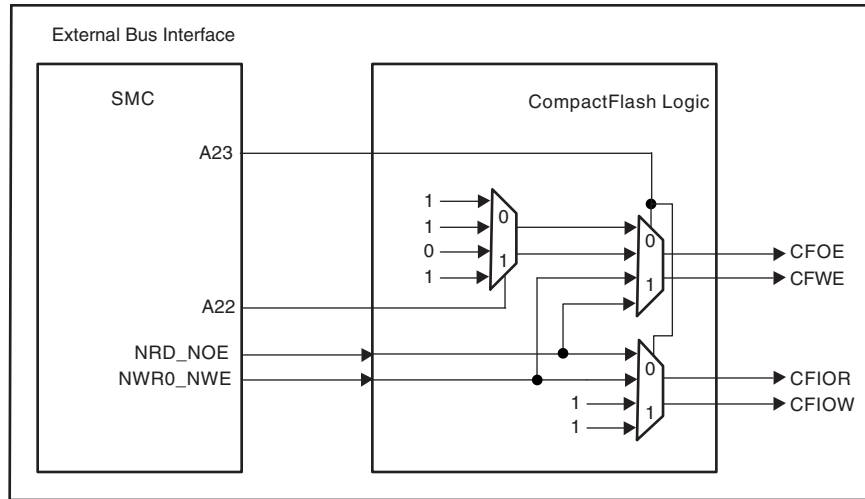 External Bus Interface
SMC
CompactFlash Logic
A23
1
1
0
1
0
1
0
1
CFOE
CFWE
A22
NRD_NOE
NWR0_NWE
0
1
1
1
CFIOR
CFIOW